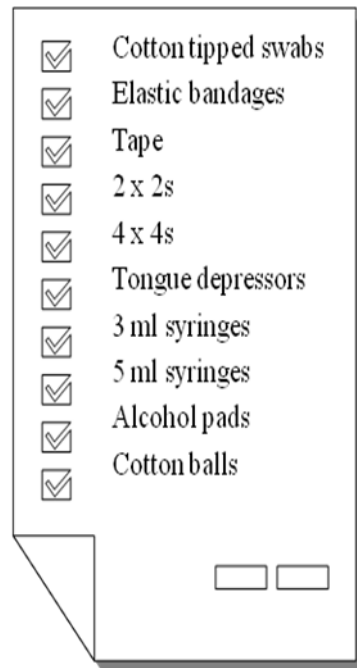 Cotton tipped swabs
Elastic bandages
Tape
2 x 2s
4 x 4s
Tongue depressors
3 ml syringes
5 ml syringes
Alcohol pads
Cotton balls